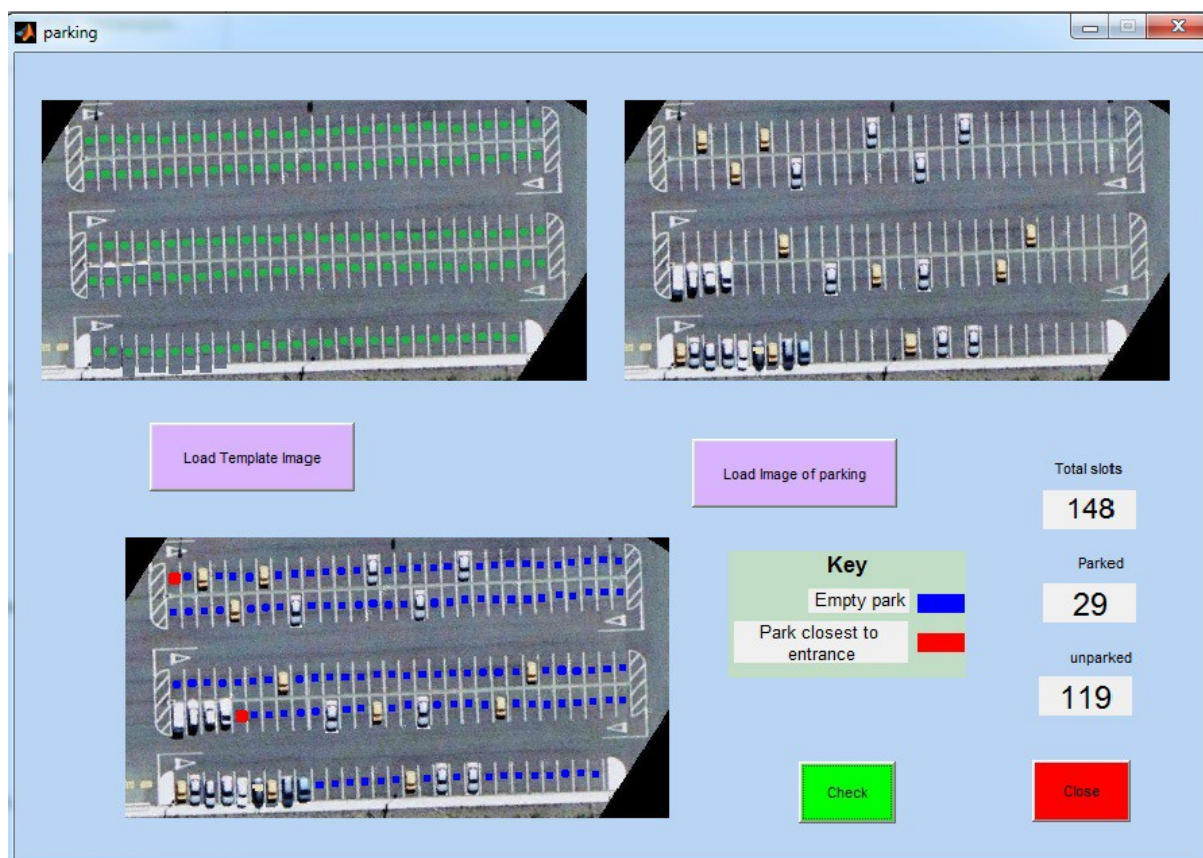 parking
Load Template Image
Load Image of parking
Total slots
148
Key
Parked
Empty park
29
Park closest to
entrance
unparked
119
Check
Close